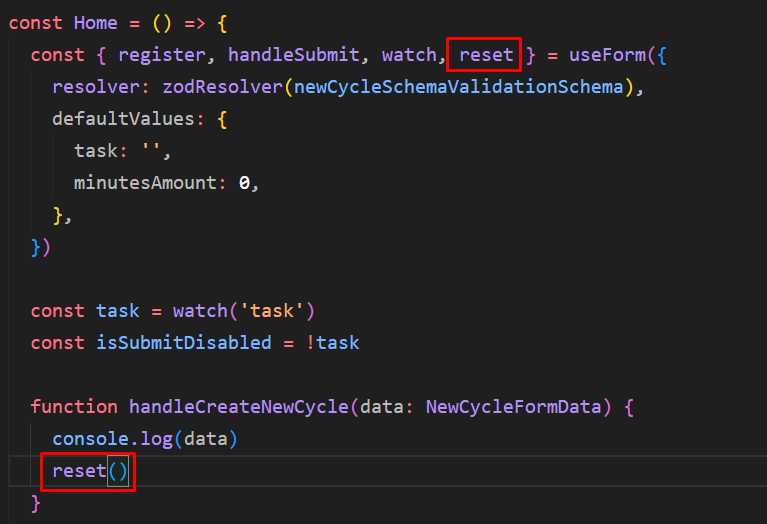 const Home = () => {
const { register, handleSubmit, watch, reset } = useForm({
resolver: zodResolver(newCycleSchemaValidationSchema),
defaultValues: {
task: '',
minutesAmount: 0,
},
})
const task = watch('task')
const isSubmitDisabled = !task
function handleCreateNewCycle(data: NewCycleFormData) {
console.log(data)
reset()
}